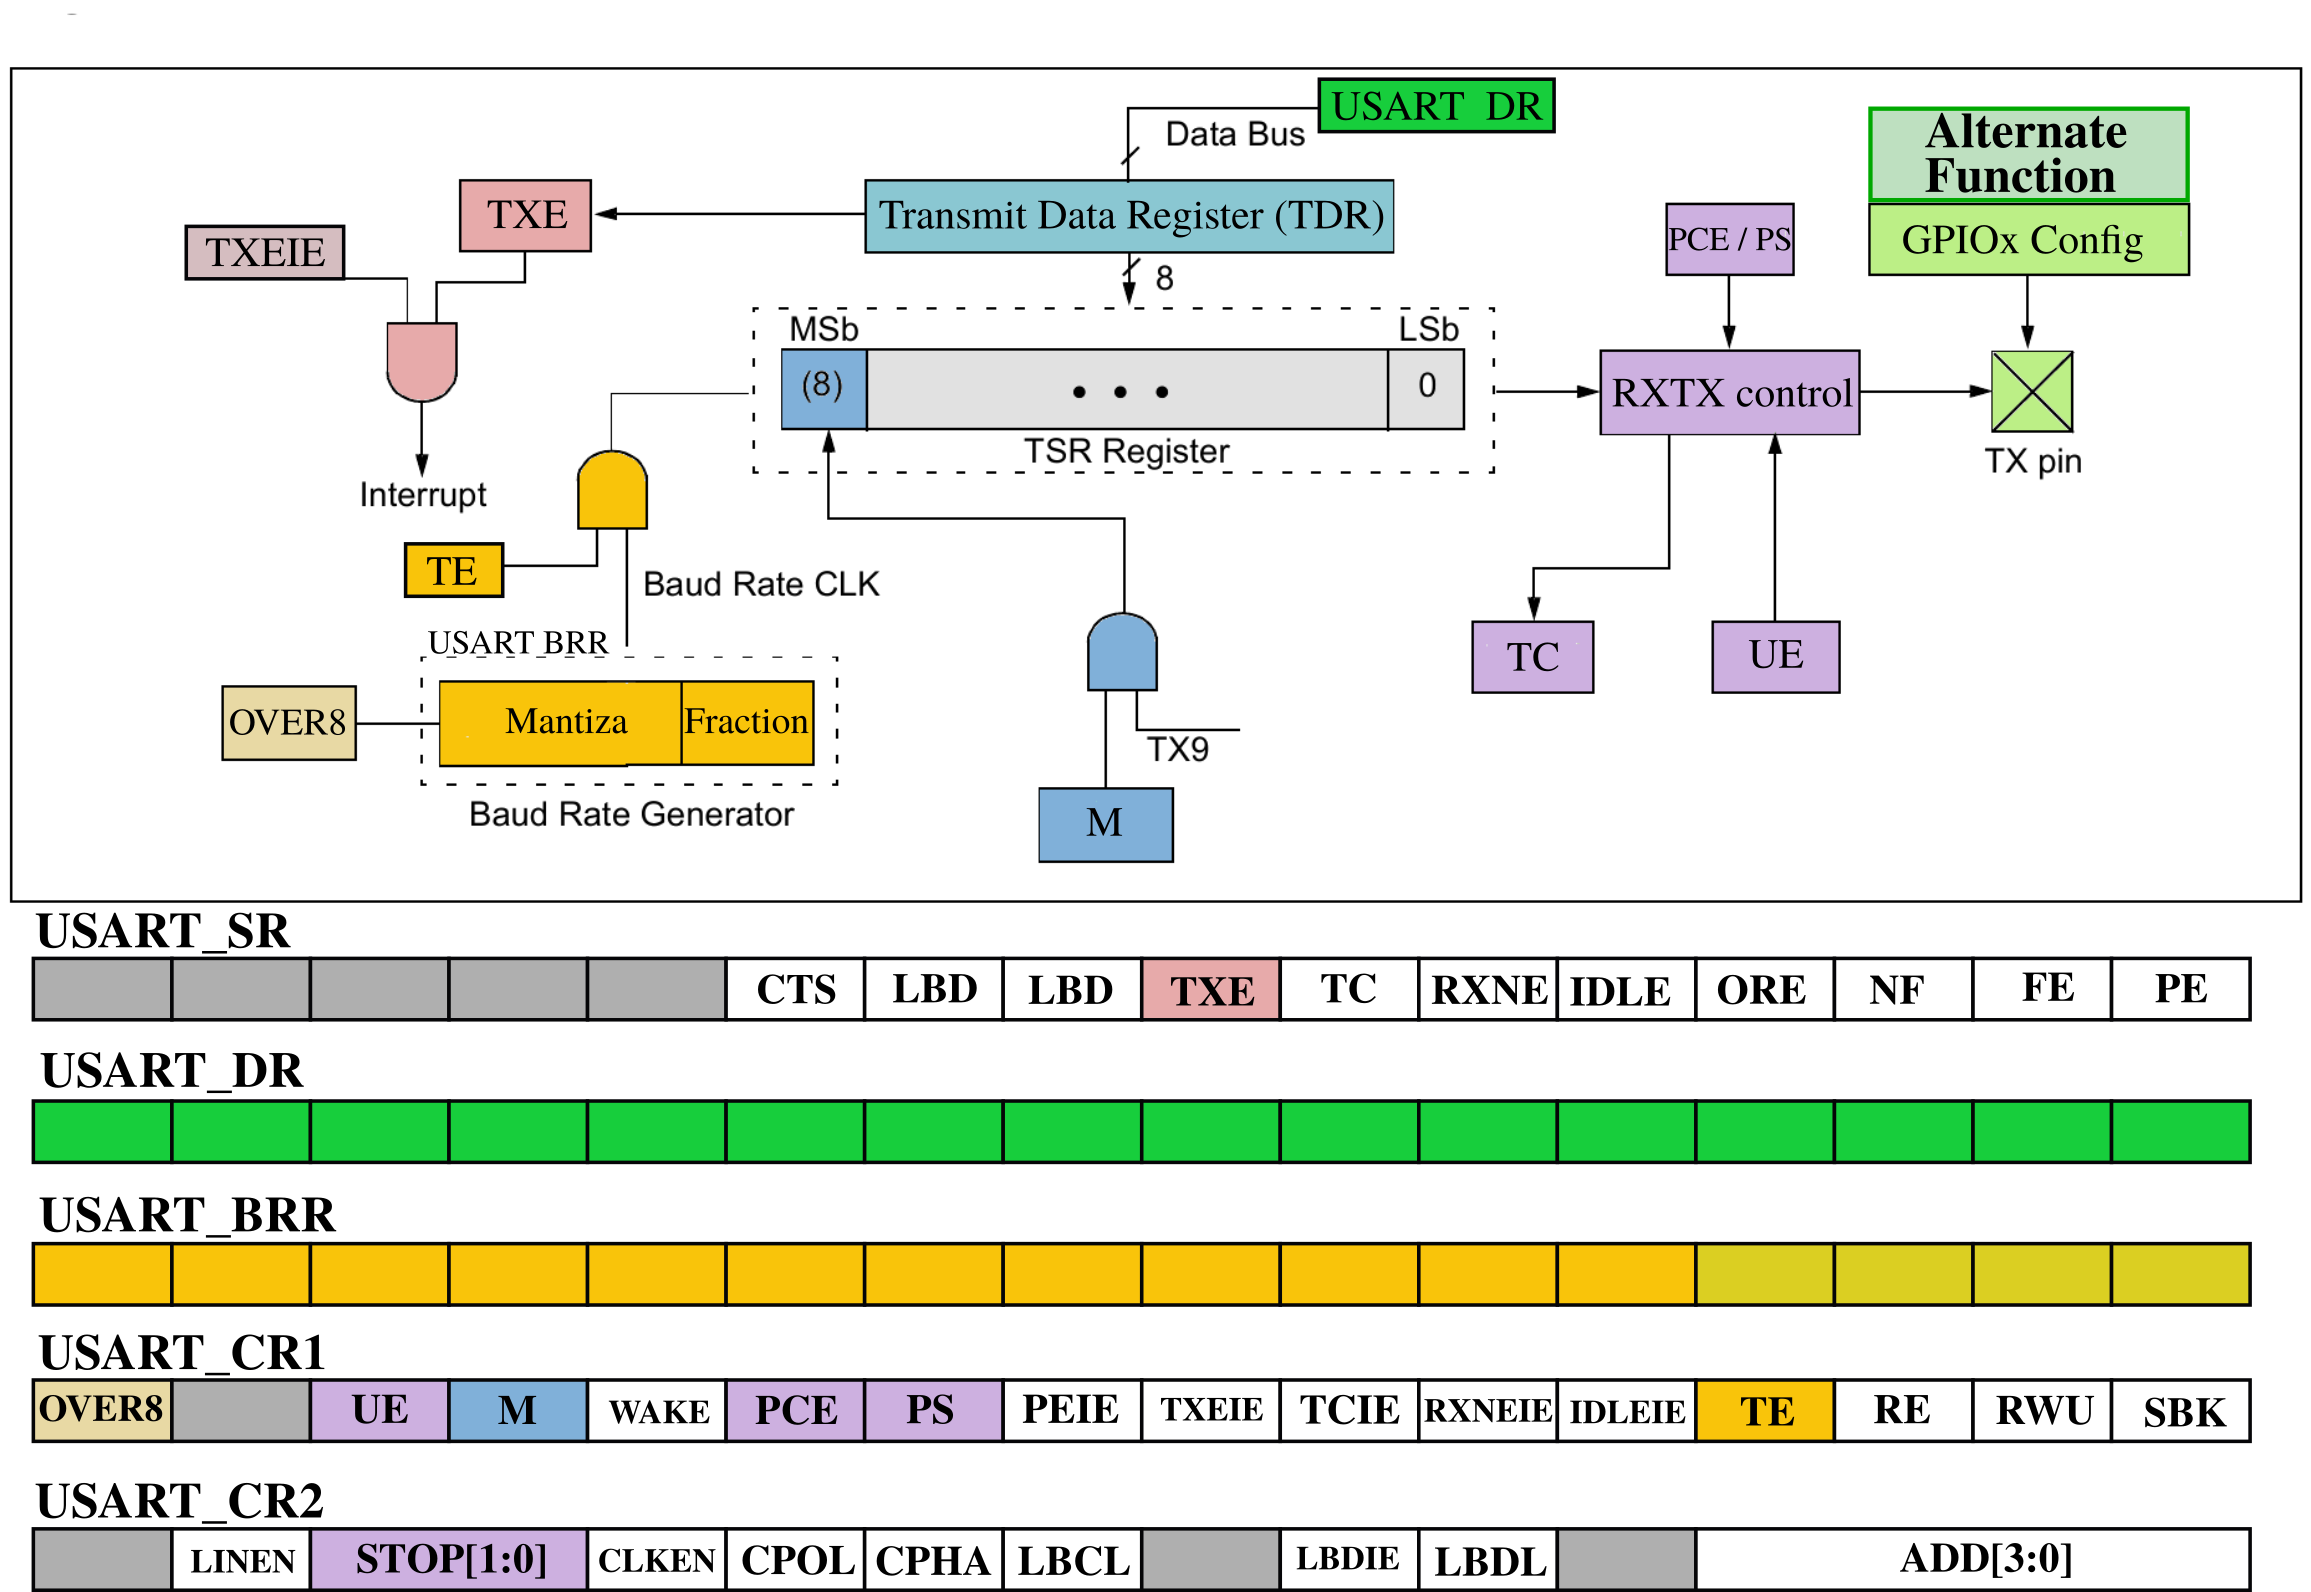 USART DR
Data Bus
Alternate
Function
TXE
Transmit Data Register (TDR)
PCE / PS
GPIOx Config
TXEIE
8
MSb
LSb
(8)
• • •
0
RXTX control
TSR Register
TX pin
Interrupt
TE
Baud Rate CLK
USART BRR
TC
UE
OVER8
Mantiza
Fraction
TX9
Baud Rate Generator
M
USART_SR
CTS LBD LBD TXE TC RXNE IDLE ORE NF FE PE
USART_DR
USART_BRR
USART_CR1
OVER8 UE M WAKE PCE PS PEIE TXEIE TCIE RXNEIE IDLEIE TE RE RWU SBK
USART_CR2
LINEN STOP[1:0] CLKEN CPOL CPHA LBCL LBDIE LBDL ADD[3:0]